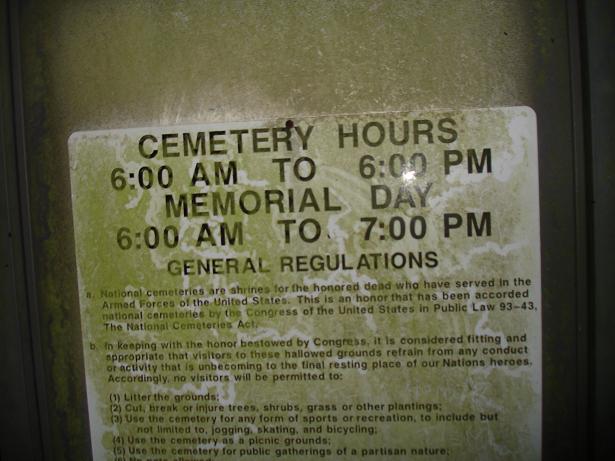 CEMETERY HOURS
6:00 AM TO 6:00 PM
MEMORIAL DAY
6:00 AM TO 7:00 PM
GENERAL REGULATIONS
a. National cemeteries are shrines for the honored dead who have served in the
Armed Forces of the United States. This is an honor that has been accorded
national cemeteries by the Congress of the United States in Public Law 93-43,
The National Cemeteries Act.
b. In keeping with the honor bestowed by Congress, it is considered fitting and
appropriate that visitors to these hallowed grounds refrain from any conduct
or activity that is unbecoming to the final resting place of our Nations heroes.
Accordingly, no visitors will be permitted to:
(1) Litter the grounds;
(2) Cut, break or injure trees, shrubs, grass or other plantings;
(3) Use the cemetery for any form of sports or recreation, to include but
not limited to, jogging, skating, and bicycling;
(4) Use the cemetery as a picnic grounds;
(5) Use the cemetery for public gatherings of a partisan nature;